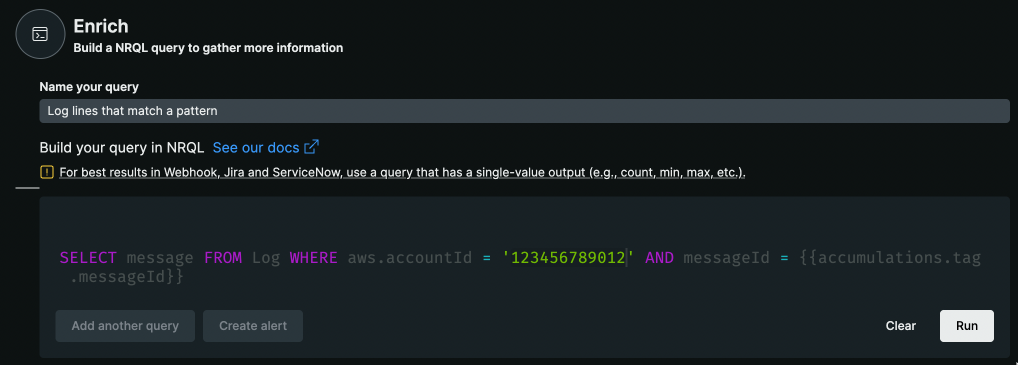 Enrich
Build a NRQL query to gather more information
Name your query
Log lines that match a pattern
Build your query in NRQL See our docs
For best results in Webhook, Jira and ServiceNow, use a query that has a single-value output (e.g., count, min, max, etc.).
SELECT message FROM Log WHERE aws.accountId = '123456789012' AND messageId = {{accumulations.tag
.messageId}}
Add another query Create alert Clear Run